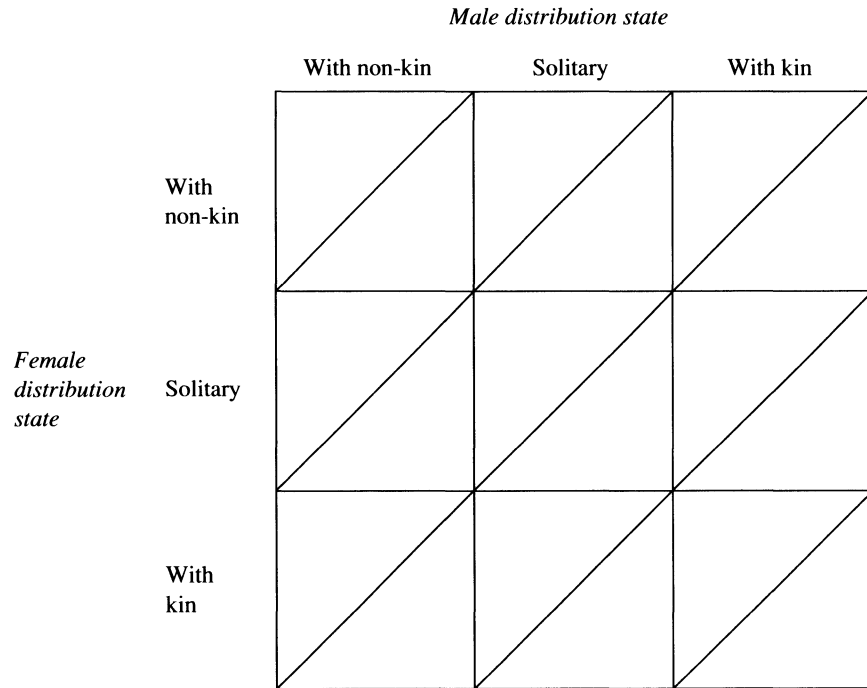 Male distribution state
With non-kin
Solitary
With kin
With
non-kin
Female
distribution
state
Solitary
With
kin